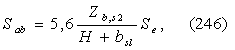 S_{ab} = 5,6 \frac{Z_{b,s2}}{H + b_{sl}} S_e , (246)